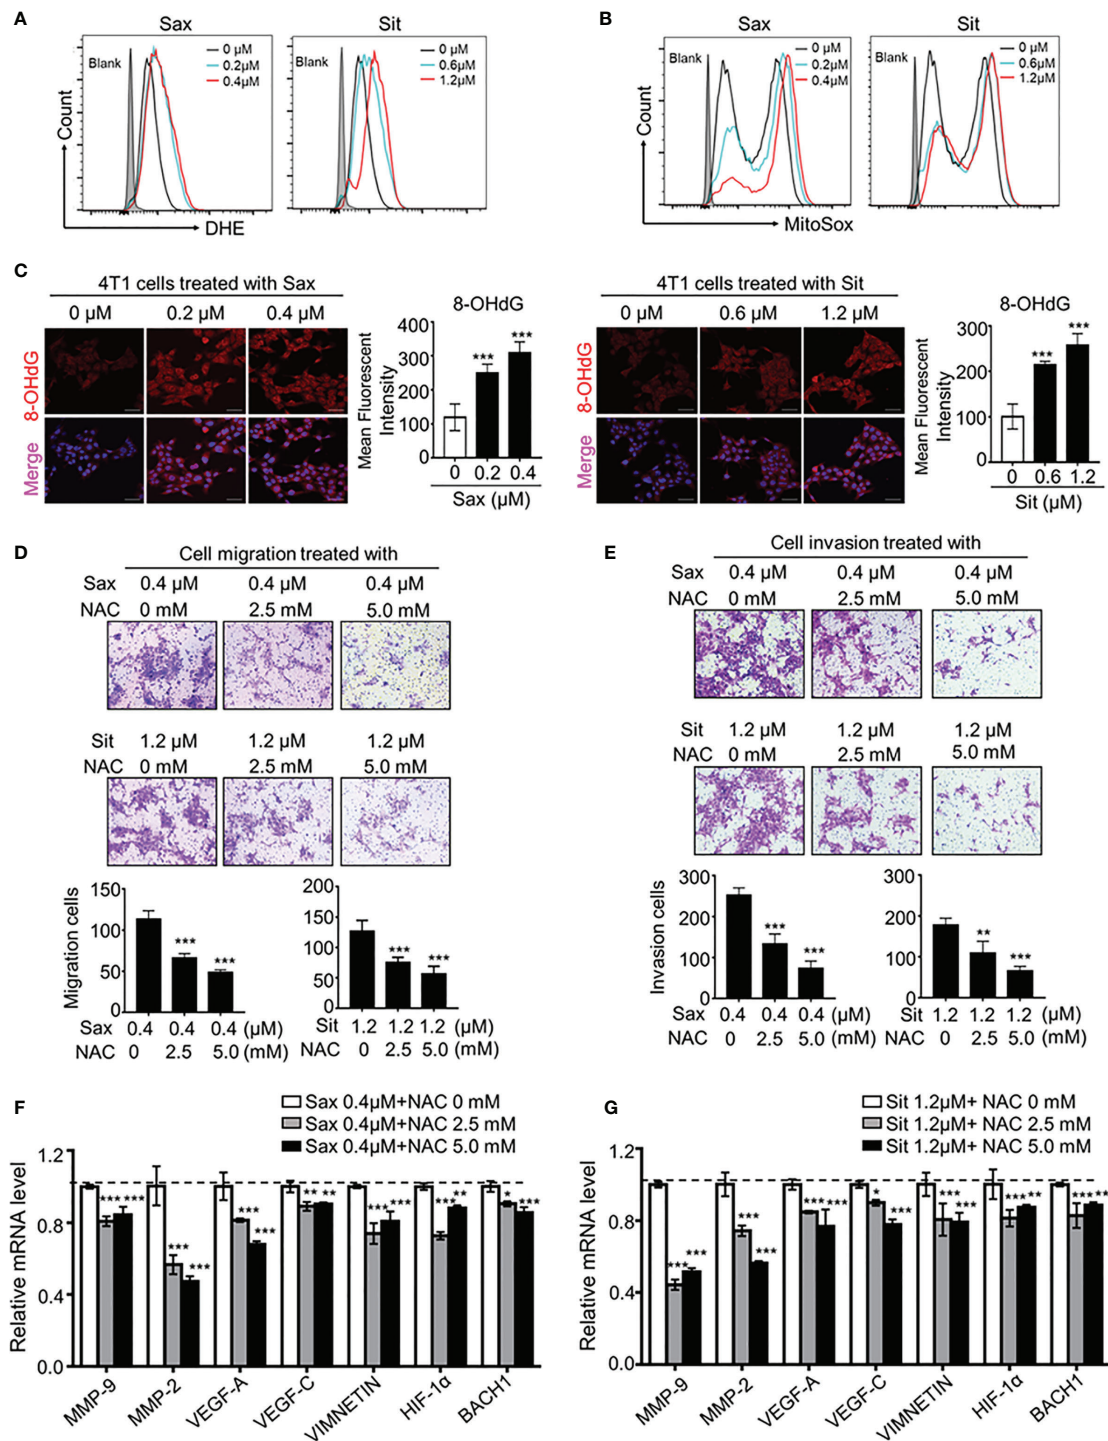 A
Sax
Sit
Blank
0 µM
0.2µM
0.4µM
Blank
0 µM
0.6µM
1.2µM
Count
DHE
B
Sax
Sit
Blank
0 µM
0.2µM
0.4µM
Blank
0 µM
0.6µM
1.2µM
Count
MitoSox
C
4T1 cells treated with Sax
0 µM 0.2 µM 0.4 µM
8-OHdG
Merge
8-OHdG
Mean Fluorescent
Intensity
400
300
200
100
0
***
***
0 0.2 0.4
Sax (µM)
4T1 cells treated with Sit
0 µM 0.6 µM 1.2 µM
8-OHdG
Merge
8-OHdG
Mean Fluorescent
Intensity
300
200
100
0
***
***
0 0.6 1.2
Sit (µM)
D
Cell migration treated with
Sax 0.4 µM 0.4 µM 0.4 µM
NAC 0 mM 2.5 mM 5.0 mM
Sit 1.2 µM 1.2 µM 1.2 µM
NAC 0 mM 2.5 mM 5.0 mM
Migration cells
150
100
50
0
***
***
Sax 0.4 0.4 0.4 (µM)
NAC 0 2.5 5.0 (mM)
200
150
100
50
0
***
***
Sit 1.2 1.2 1.2 (µM)
NAC 0 2.5 5.0 (mM)
E
Cell invasion treated with
Sax 0.4 µM 0.4 µM 0.4 µM
NAC 0 mM 2.5 mM 5.0 mM
Sit 1.2 µM 1.2 µM 1.2 µM
NAC 0 mM 2.5 mM 5.0 mM
Invasion cells
300
200
100
0
***
***
Sax 0.4 0.4 0.4 (µM)
NAC 0 2.5 5.0 (mM)
300
200
100
0
**
***
Sit 1.2 1.2 1.2 (µM)
NAC 0 2.5 5.0 (mM)
F
Sax 0.4µM+NAC 0 mM
Sax 0.4µM+NAC 2.5 mM
Sax 0.4µM+NAC 5.0 mM
Relative mRNA level
1.2
0.8
0.4
0.0
*** *** *** *** *** *** ** ** *** *** *** ** * ***
MMP-9 MMP-2 VEGF-A VEGF-C VIMNETIN HIF-1α BACH1
G
Sit 1.2µM+ NAC 0 mM
Sit 1.2µM+ NAC 2.5 mM
Sit 1.2µM+ NAC 5.0 mM
Relative mRNA level
1.2
0.8
0.4
0.0
*** *** *** *** *** *** * *** *** *** *** ** *** **
MMP-9 MMP-2 VEGF-A VEGF-C VIMNETIN HIF-1α BACH1